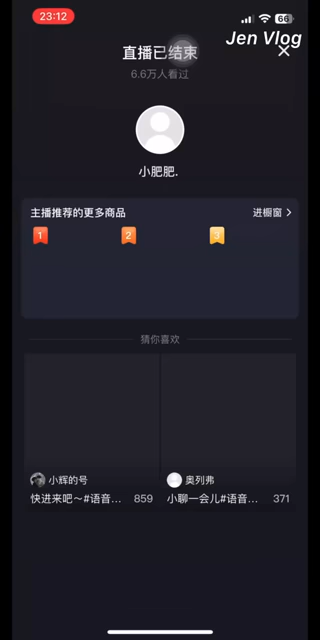 23:12
66
Jen Vlog
直播已结束
6.6万人看过
小肥肥.
主播推荐的更多商品
进橱窗
1
2
3
猜你喜欢
小辉的号
奥列弗
快进来吧～#语音... 859
小聊一会儿#语音... 371